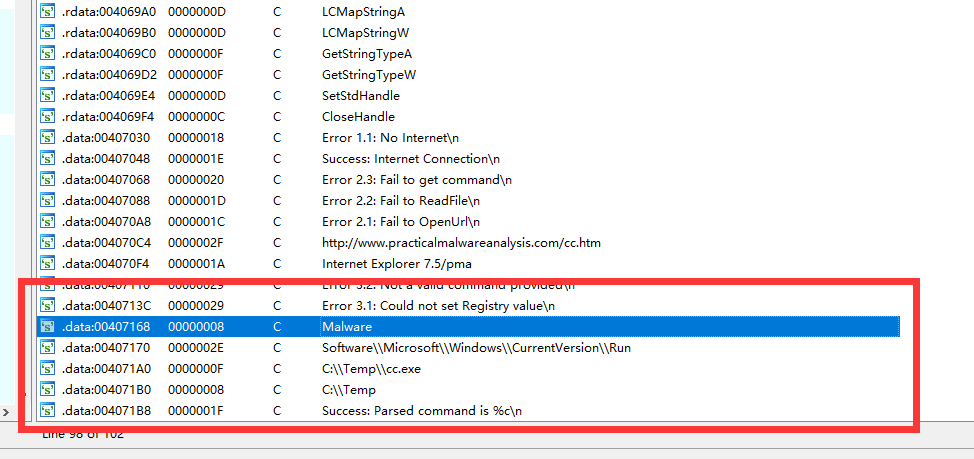 .rdata:004069A0 0000000D C LCMapStringA
.rdata:004069B0 0000000D C LCMapStringW
.rdata:004069C0 0000000F C GetStringTypeA
.rdata:004069D2 0000000F C GetStringTypeW
.rdata:004069E4 0000000D C SetStdHandle
.rdata:004069F4 0000000C C CloseHandle
.data:00407030 00000018 C Error 1.1: No Internet\n
.data:00407048 0000001E C Success: Internet Connection\n
.data:00407068 00000020 C Error 2.3: Fail to get command\n
.data:00407088 0000001D C Error 2.2: Fail to ReadFile\n
.data:004070A8 0000001C C Error 2.1: Fail to OpenUrl\n
.data:004070C4 0000002F C http://www.practicalmalwareanalysis.com/cc.htm
.data:004070F4 0000001A C Internet Explorer 7.5/pma
.data:00407110 00000029 C Error 3.2: Not a valid command provided\n
.data:0040713C 00000029 C Error 3.1: Could not set Registry value\n
.data:00407168 00000008 C Malware
.data:00407170 0000002E C Software\\Microsoft\\Windows\\CurrentVersion\\Run
.data:004071A0 0000000F C C:\\Temp\\cc.exe
.data:004071B0 00000008 C C:\\Temp
.data:004071B8 0000001F C Success: Parsed command is %c\n
Line 98 of 102